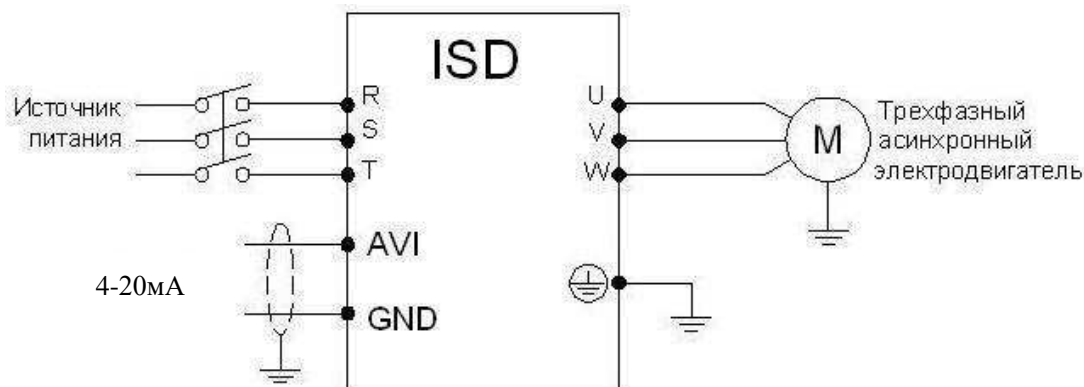 ISD
Источник
питания
R
S
T
U
V
W
M
Трехфазный
асинхронный
электродвигатель
AVI
4-20мА
GND